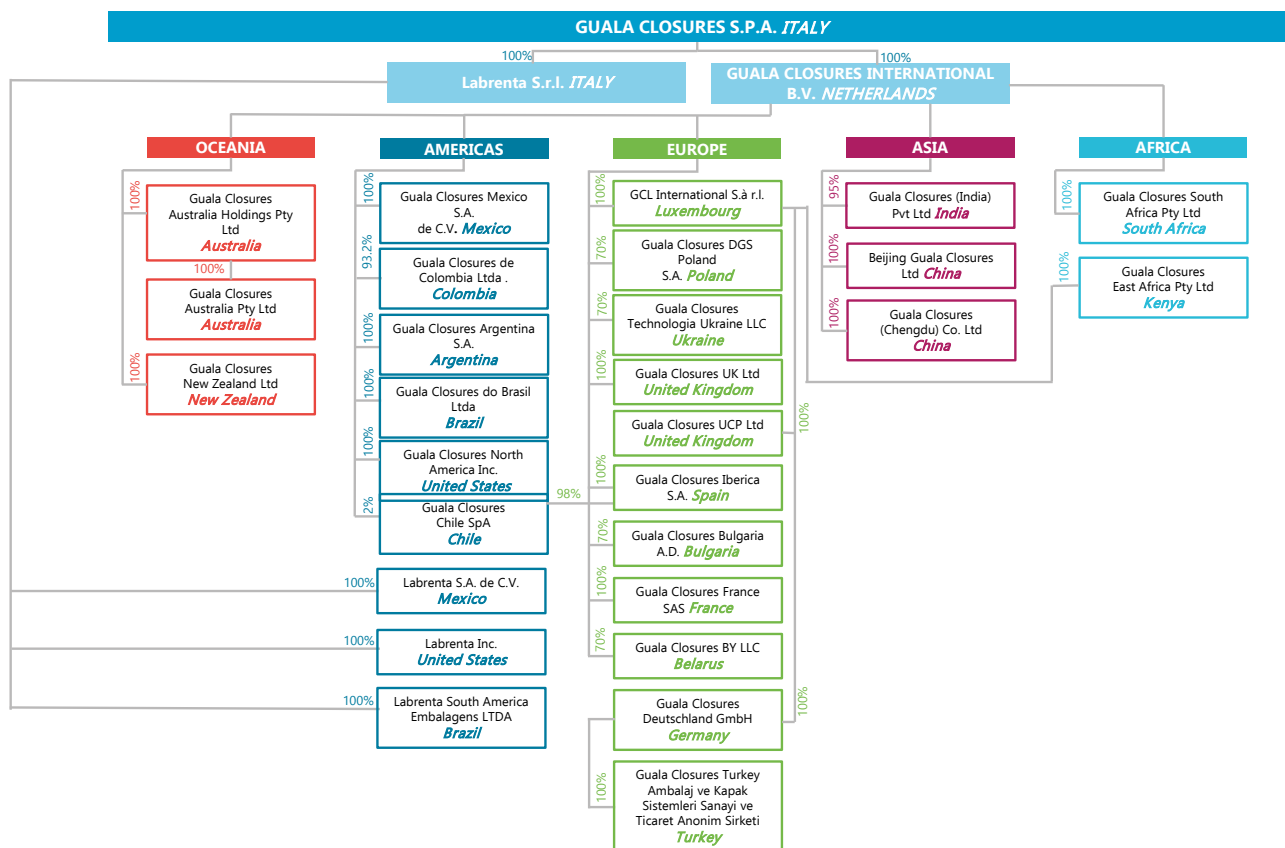 GUALA CLOSURES S.P.A. ITALY
100%
100%
Labrenta S.r.l. ITALY
GUALA CLOSURES INTERNATIONAL
B.V. NETHERLANDS
OCEANIA
100%
Guala Closures
Australia Holdings Pty
Ltd
Australia
100%
Guala Closures
Australia Pty Ltd
Australia
100%
Guala Closures
New Zealand Ltd
New Zealand
AMERICAS
100%
Guala Closures Mexico
S.A.
de C.V. Mexico
93.2%
Guala Closures de
Colombia Ltda .
Colombia
100%
Guala Closures Argentina
S.A.
Argentina
100%
Guala Closures do Brasil
Ltda
Brazil
100%
Guala Closures North
America Inc.
United States
2%
Guala Closures
Chile SpA
Chile
98%
100%
Labrenta S.A. de C.V.
Mexico
100%
Labrenta Inc.
United States
100%
Labrenta South America
Embalagens LTDA
Brazil
EUROPE
100%
GCL International S.à r.l.
Luxembourg
70%
Guala Closures DGS
Poland
S.A. Poland
70%
Guala Closures
Technologia Ukraine LLC
Ukraine
100%
Guala Closures UK Ltd
United Kingdom
Guala Closures UCP Ltd
United Kingdom
100%
100%
Guala Closures Iberica
S.A. Spain
70%
Guala Closures Bulgaria
A.D. Bulgaria
100%
Guala Closures France
SAS France
70%
Guala Closures BY LLC
Belarus
Guala Closures
Deutschland GmbH
Germany
100%
100%
Guala Closures Turkey
Ambalaj ve Kapak
Sistemleri Sanayi ve
Ticaret Anonim Sirketi
Turkey
ASIA
95%
Guala Closures (India)
Pvt Ltd India
100%
Beijing Guala Closures
Ltd China
100%
Guala Closures
(Chengdu) Co. Ltd
China
AFRICA
100%
Guala Closures South
Africa Pty Ltd
South Africa
100%
Guala Closures
East Africa Pty Ltd
Kenya